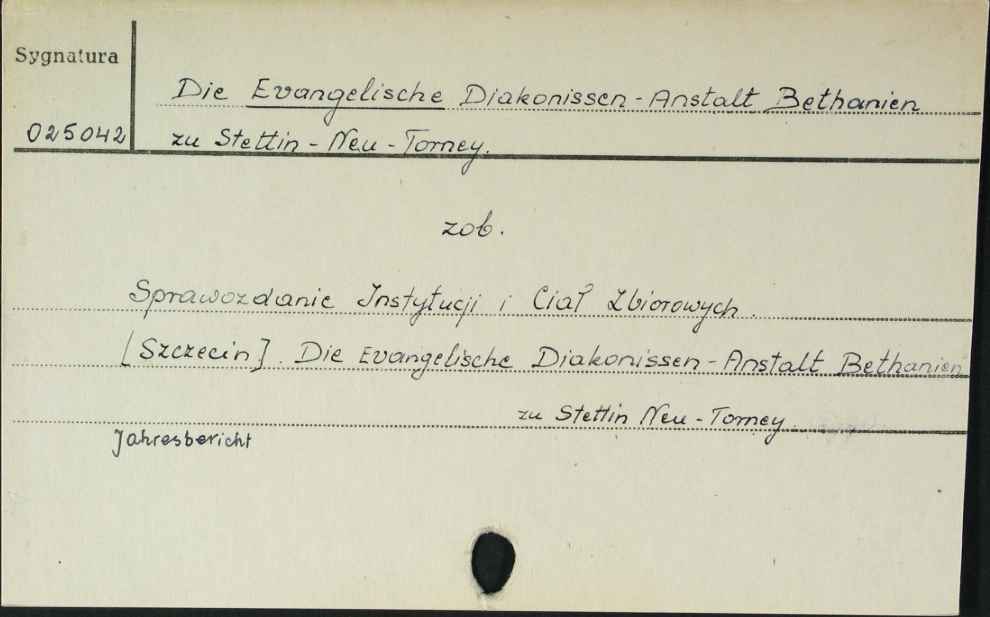 Sygnatura
Die Evangelische Diakonissen-Anstalt Bethanien
025042
zu Stettin-Neu-Torney.
zob.
Sprawozdanie Instytucji i Ciał Zbiorowych.
[Szczecin]. Die Evangelische Diakonissen-Anstalt Bethanien
zu Stettin Neu-Torney
Jahresbericht